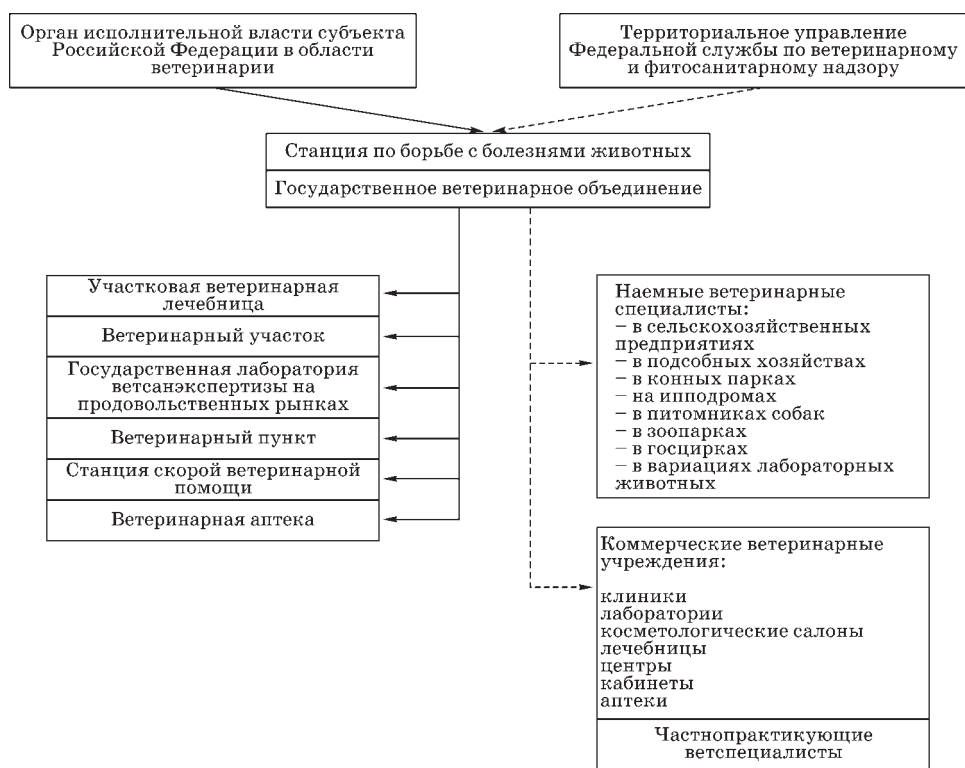 Орган исполнительной власти субъекта
Российской Федерации в области
ветеринарии
Территориальное управление
Федеральной службы по ветеринарному
и фитосанитарному надзору
Станция по борьбе с болезнями животных
Государственное ветеринарное объединение
Участковая ветеринарная
лечебница
Ветеринарный участок
Государственная лаборатория
ветсанэкспертизы на
продовольственных рынках
Ветеринарный пункт
Станция скорой ветеринарной
помощи
Ветеринарная аптека
Наемные ветеринарные
специалисты:
– в сельскохозяйственных
предприятиях
– в подсобных хозяйствах
– в конных парках
– на ипподромах
– в питомниках собак
– в зоопарках
– в госцирках
– в вариациях лабораторных
животных
Коммерческие ветеринарные
учреждения:
клиники
лаборатории
косметологические салоны
лечебницы
центры
кабинеты
аптеки
Частнопрактикующие
ветспециалисты